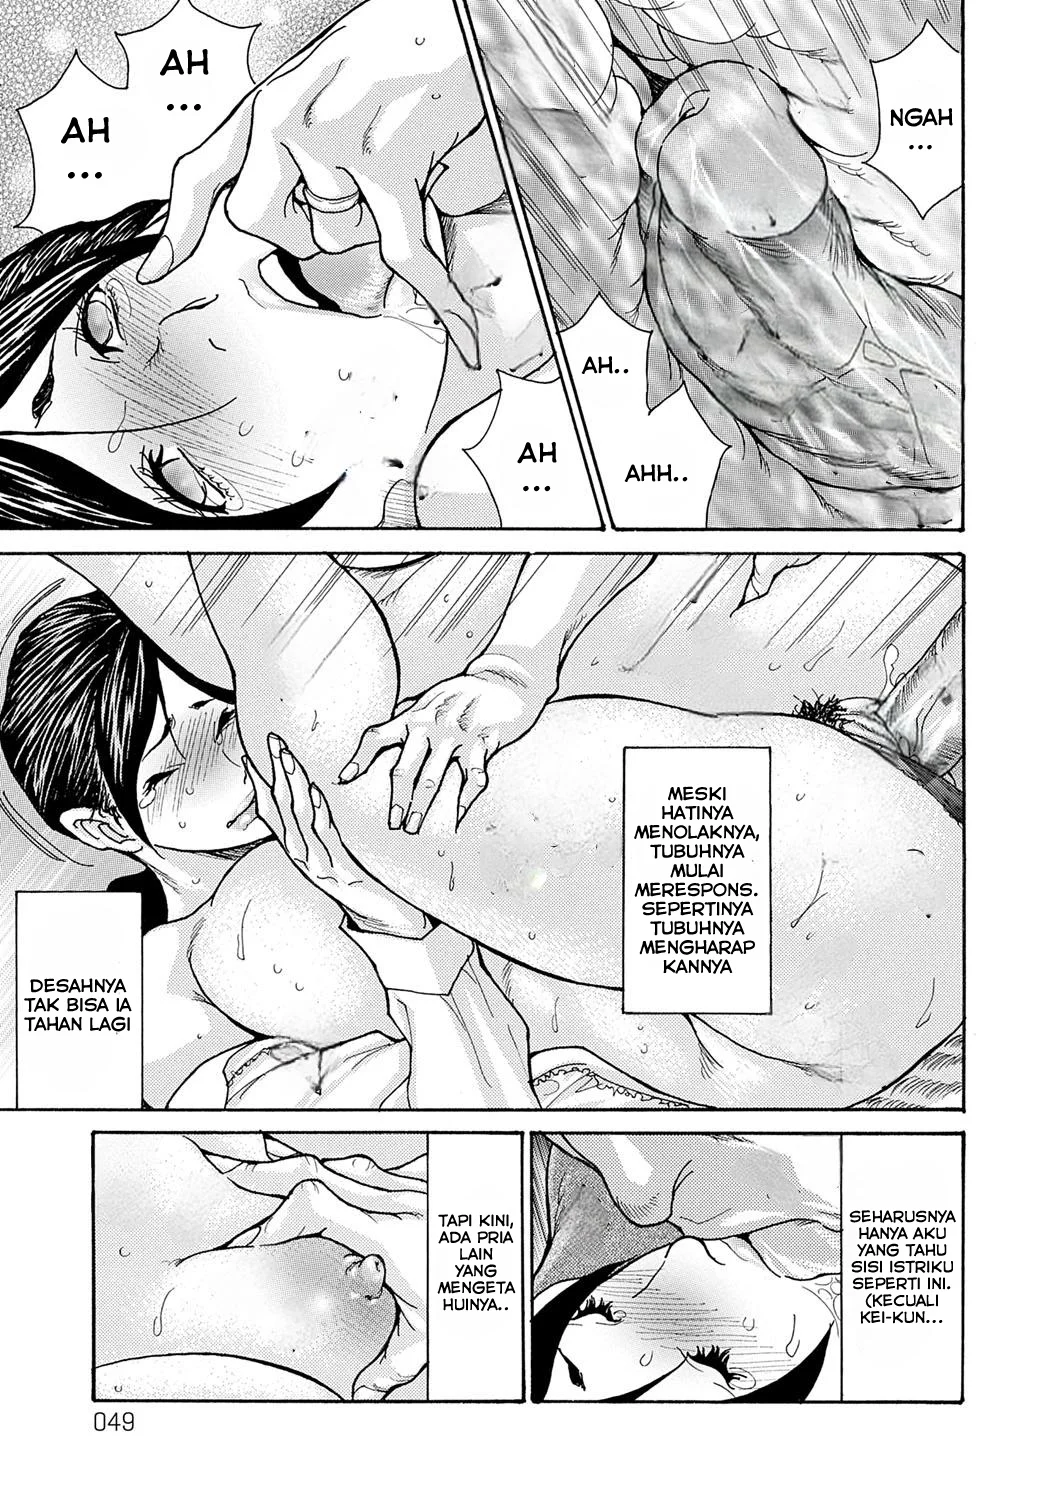 NGAH
...
AH..
AHH..
AH
...
AH
...
AH
...
MESKI
HATINYA
MENOLAKNYA,
TUBUHNYA
MULAI
MERESPONS.
SEPERTINYA
TUBUHNYA
MENGHARAP
KANNYA
DESAHNYA
TAK BISA IA
TAHAN LAGI
SEHARUSNYA
HANYA AKU
YANG TAHU
SISI ISTRIKU
SEPERTI INI.
(KECUALI
KEI-KUN...
TAPI KINI,
ADA PRIA
LAIN
YANG
MENGETA
HUINYA..
049